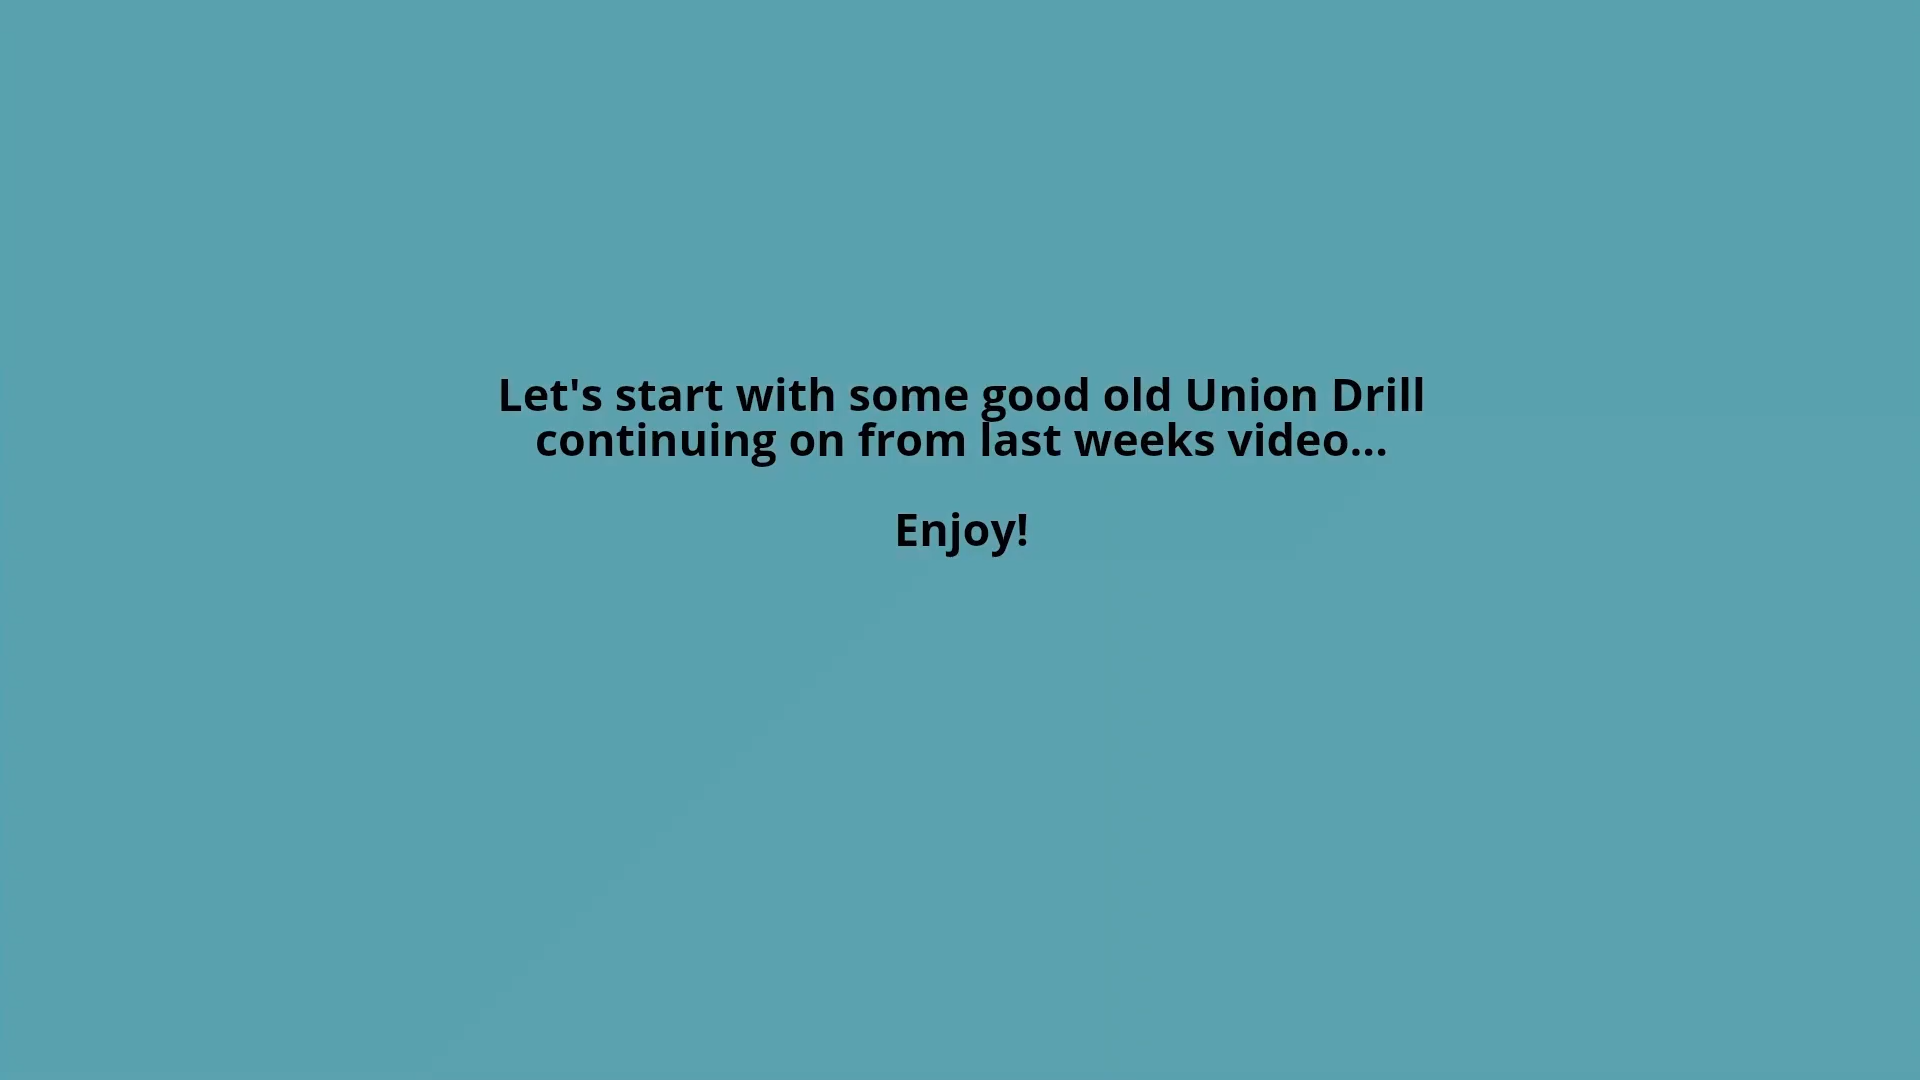 Let's start with some good old Union Drill
continuing on from last weeks video...
Enjoy!